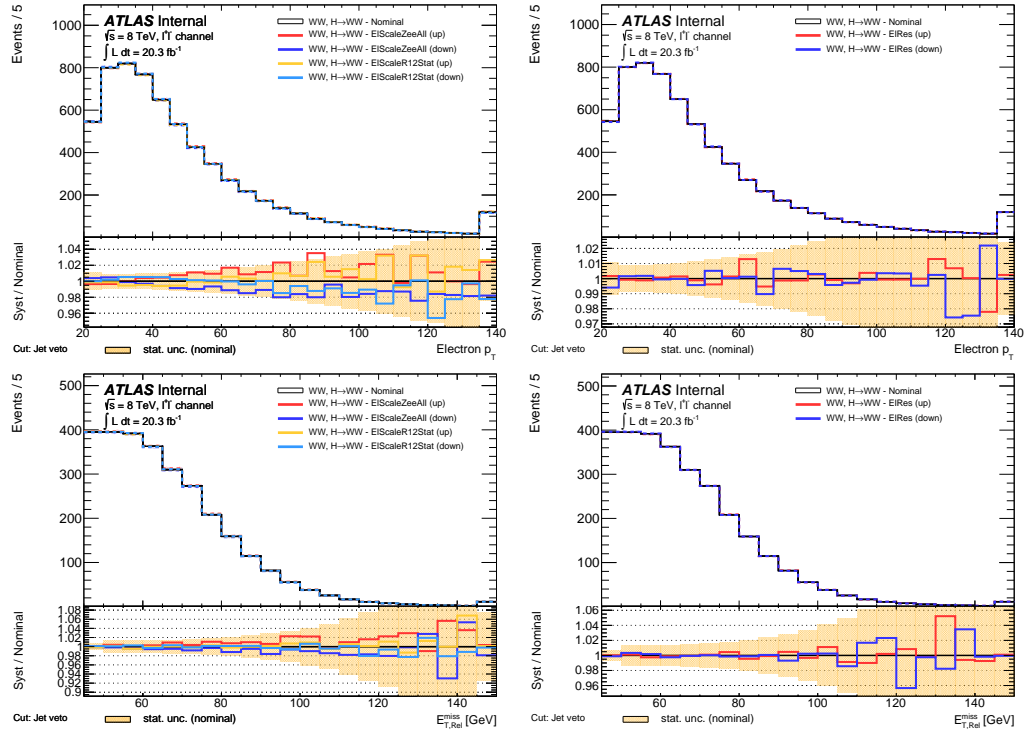 Events / 5
ATLAS Internal
√s = 8 TeV, l⁺l⁻ channel
∫ L dt = 20.3 fb⁻¹
WW, H→WW - Nominal
WW, H→WW - ElScaleZeeAll (up)
WW, H→WW - ElScaleZeeAll (down)
WW, H→WW - ElScaleR12Stat (up)
WW, H→WW - ElScaleR12Stat (down)
1000
800
600
400
200
Syst / Nominal
1.04
1.02
1
0.98
0.96
20 40 60 80 100 120 140
Electron p_T
Cut: Jet veto
stat. unc. (nominal)
Events / 5
ATLAS Internal
√s = 8 TeV, l⁺l⁻ channel
∫ L dt = 20.3 fb⁻¹
WW, H→WW - Nominal
WW, H→WW - ElRes (up)
WW, H→WW - ElRes (down)
1000
800
600
400
200
Syst / Nominal
1.02
1.01
1.00
0.99
0.98
0.97
20 40 60 80 100 120 140
Electron p_T
Cut: Jet veto
stat. unc. (nominal)
Events / 5
ATLAS Internal
√s = 8 TeV, l⁺l⁻ channel
∫ L dt = 20.3 fb⁻¹
WW, H→WW - Nominal
WW, H→WW - ElScaleZeeAll (up)
WW, H→WW - ElScaleZeeAll (down)
WW, H→WW - ElScaleR12Stat (up)
WW, H→WW - ElScaleR12Stat (down)
500
400
300
200
100
Syst / Nominal
1.08
1.06
1.04
1.02
1
0.98
0.96
0.94
0.92
0.9
60 80 100 120 140
E_T,Rel^miss [GeV]
Cut: Jet veto
stat. unc. (nominal)
Events / 5
ATLAS Internal
√s = 8 TeV, l⁺l⁻ channel
∫ L dt = 20.3 fb⁻¹
WW, H→WW - Nominal
WW, H→WW - ElRes (up)
WW, H→WW - ElRes (down)
500
400
300
200
100
Syst / Nominal
1.06
1.04
1.02
1.00
0.98
0.96
60 80 100 120 140
E_T,Rel^miss [GeV]
Cut: Jet veto
stat. unc. (nominal)